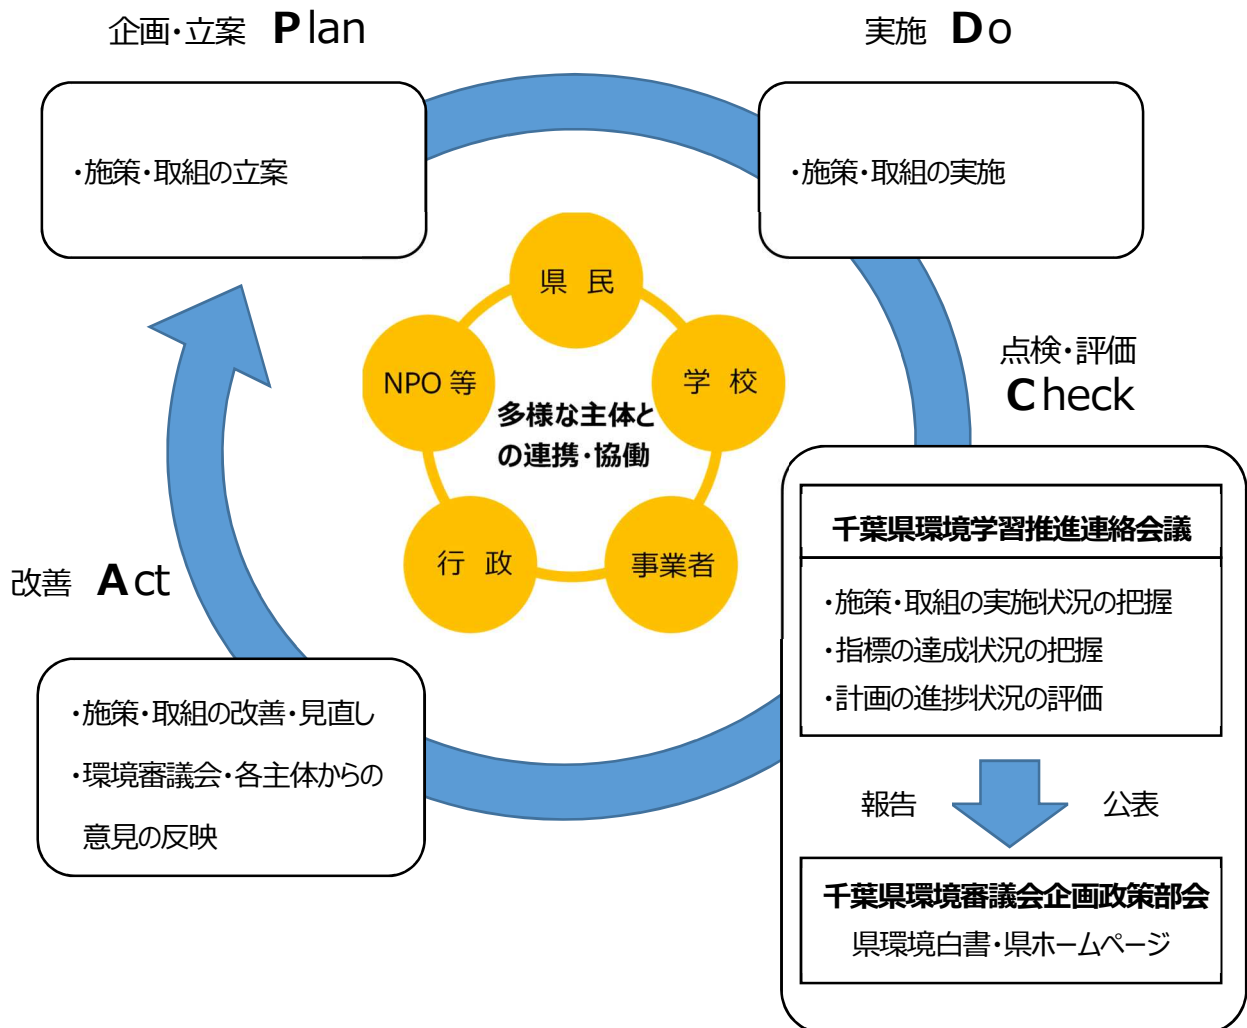 企画・立案 Plan
・施策・取組の立案
実施 Do
・施策・取組の実施
県 民
学 校
事業者
行 政
NPO 等
多様な主体と
の連携・協働
点検・評価
Check
千葉県環境学習推進連絡会議
・施策・取組の実施状況の把握
・指標の達成状況の把握
・計画の進捗状況の評価
報告
公表
千葉県環境審議会企画政策部会
県環境白書・県ホームページ
改善 Act
・施策・取組の改善・見直し
・環境審議会・各主体からの
意見の反映